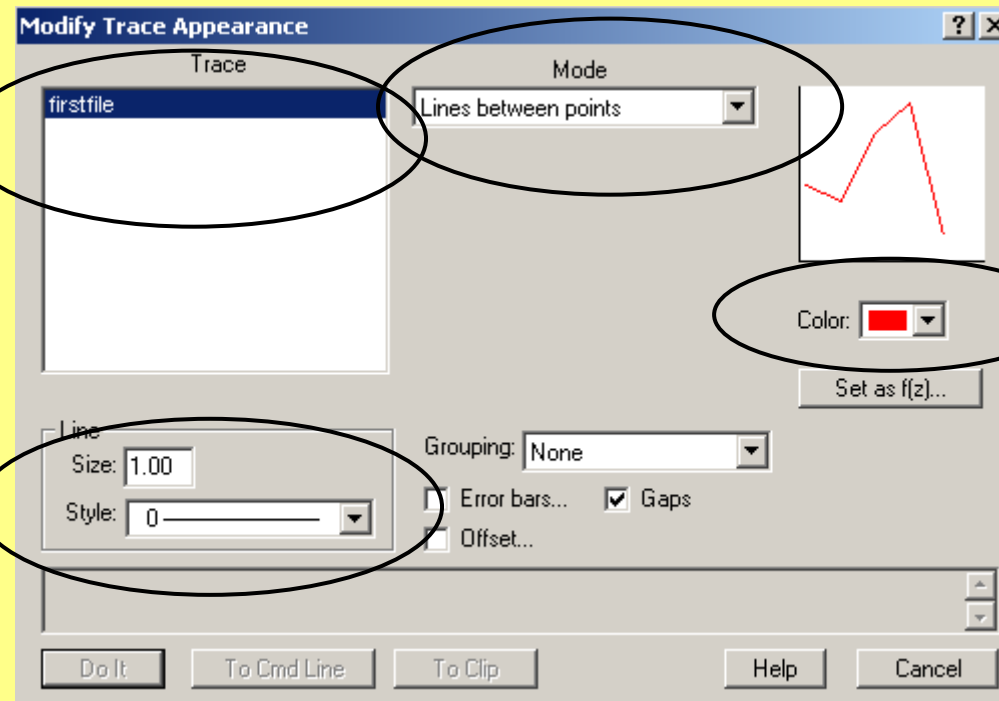 Modify Trace Appearance
Trace
Mode
firstfile
Lines between points
Color:
Set as f(z)...
Line
Size: 1.00
Style: 0
Grouping: None
Error bars... Gaps
Offset...
Do It To Cmd Line To Clip Help Cancel